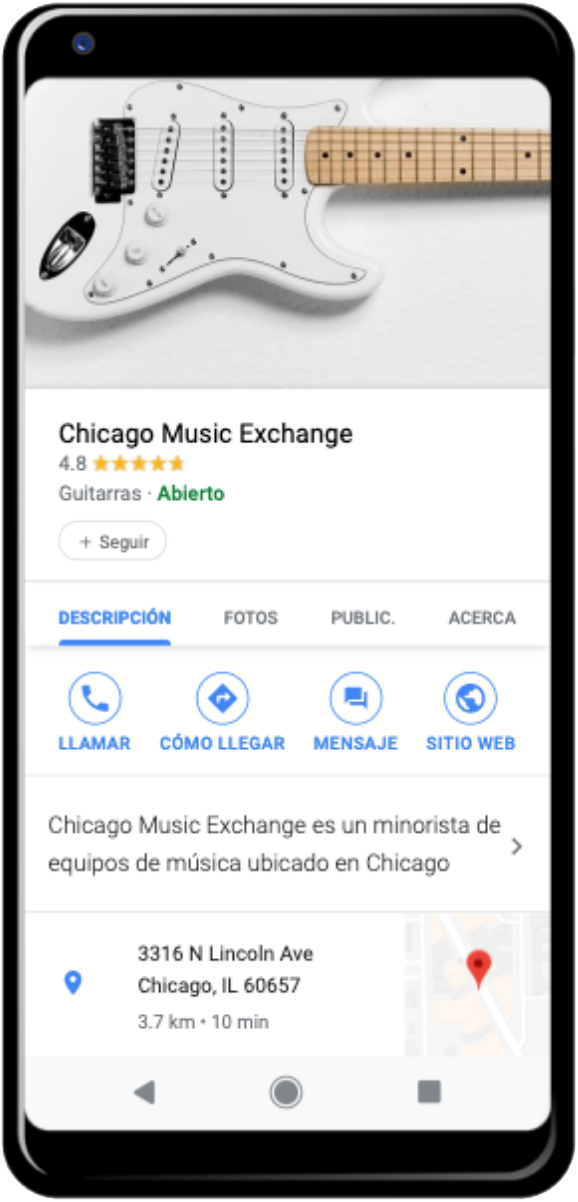 Chicago Music Exchange
4.8
Guitarras · Abierto
+ Seguir
DESCRIPCIÓN FOTOS PUBLIC. ACERCA
LLAMAR CÓMO LLEGAR MENSAJE SITIO WEB
Chicago Music Exchange es un minorista de
equipos de música ubicado en Chicago
3316 N Lincoln Ave
Chicago, IL 60657
3.7 km • 10 min